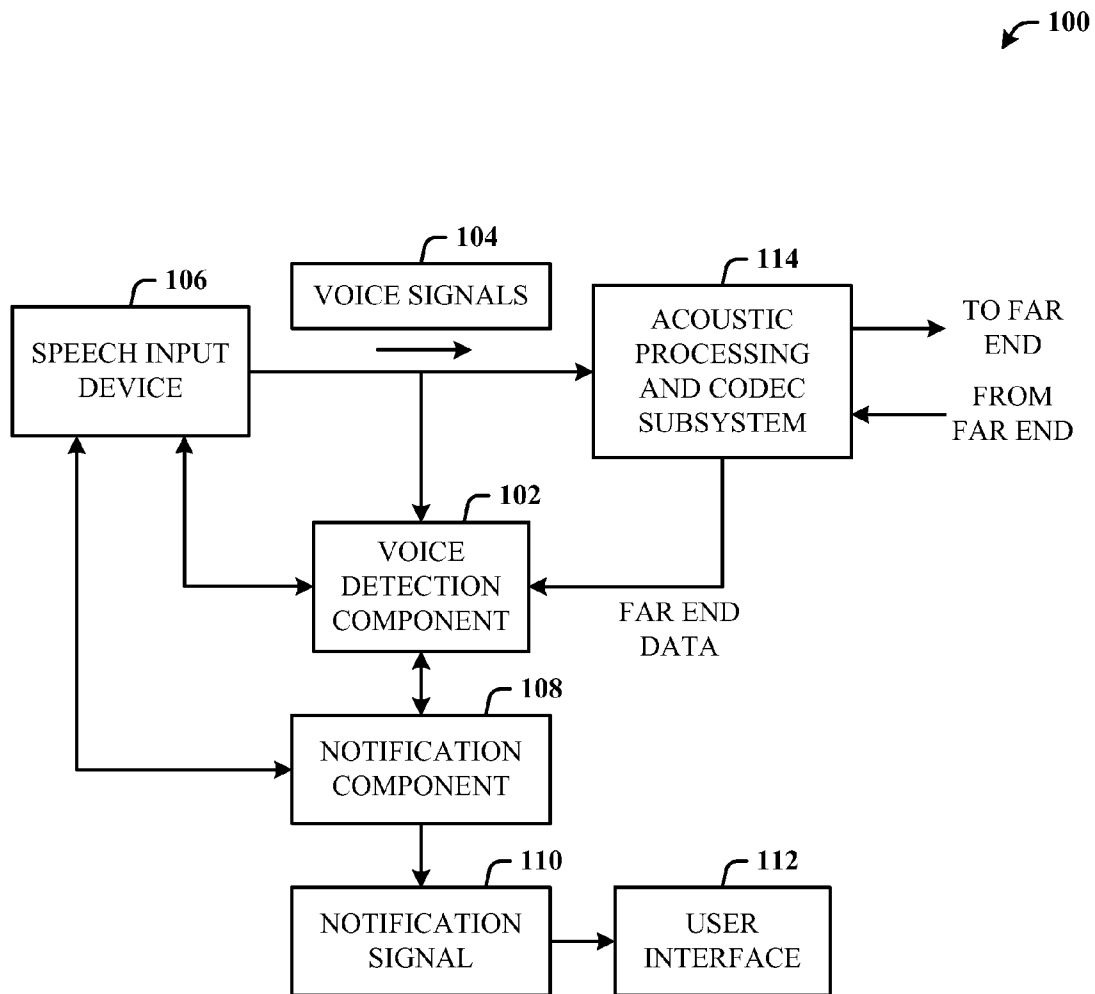 100
104
VOICE SIGNALS
106
SPEECH INPUT
DEVICE
114
ACOUSTIC
PROCESSING
AND CODEC
SUBSYSTEM
TO FAR
END
FROM
FAR END
102
VOICE
DETECTION
COMPONENT
FAR END
DATA
108
NOTIFICATION
COMPONENT
110
NOTIFICATION
SIGNAL
112
USER
INTERFACE